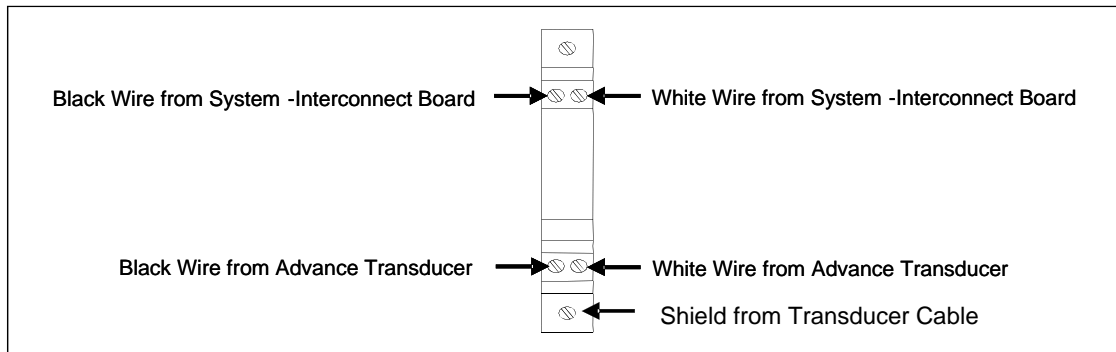 Black Wire from System -Interconnect Board
White Wire from System -Interconnect Board
Black Wire from Advance Transducer
White Wire from Advance Transducer
Shield from Transducer Cable